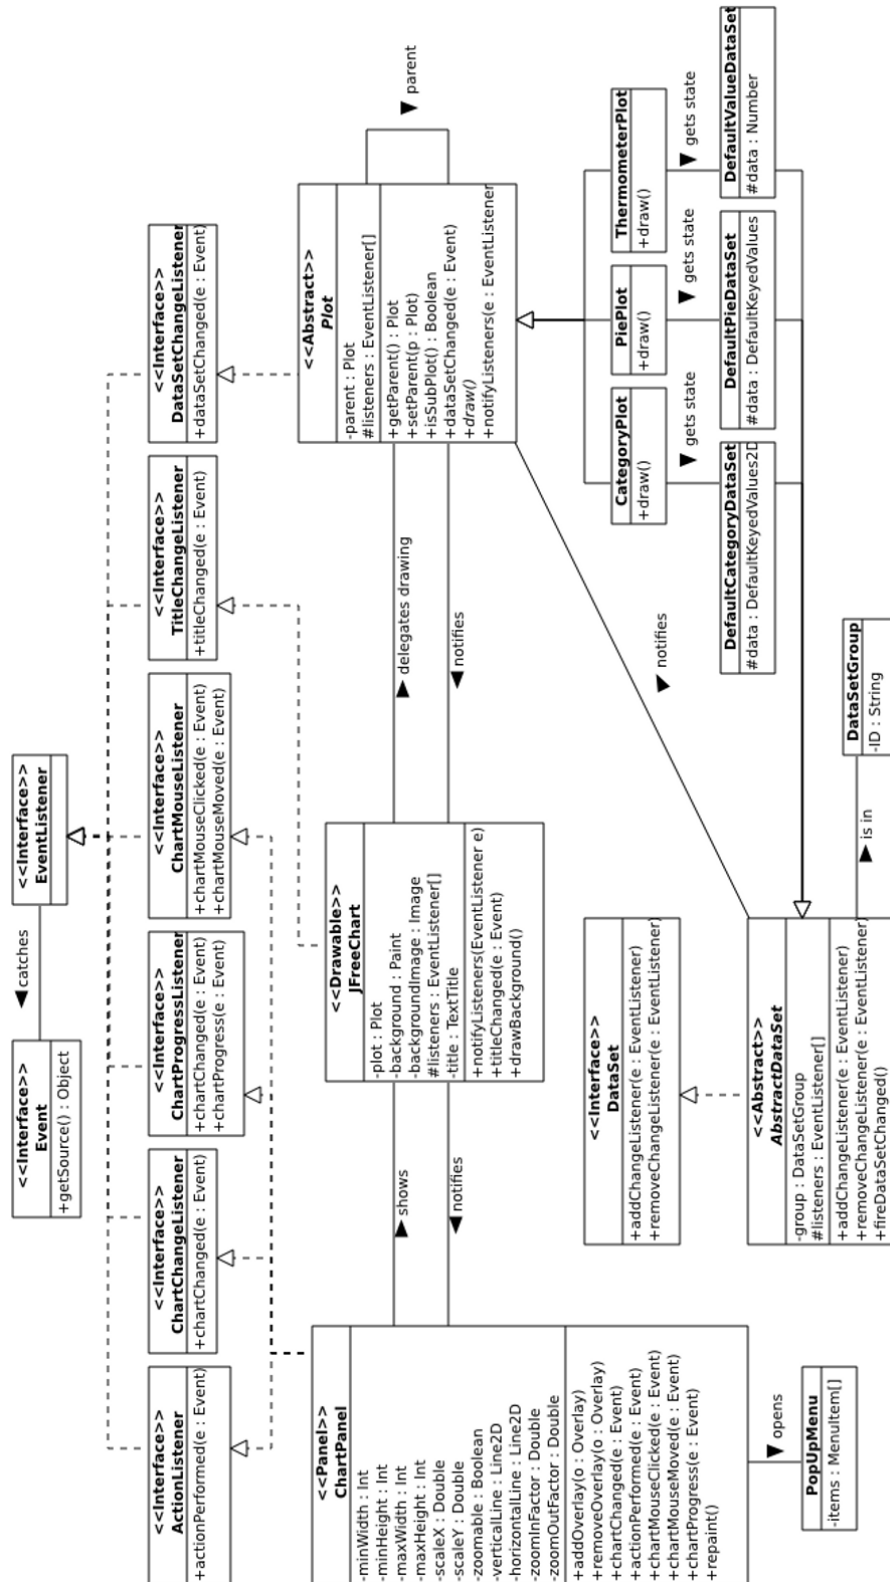 <<Interface>>
Event
+getSource() : Object
catches
<<Interface>>
EventListener
<<Interface>>
ActionListener
+actionPerformed(e : Event)
<<Interface>>
ChartChangeListener
+chartChanged(e : Event)
<<Interface>>
ChartProgressListener
+chartChanged(e : Event)
+chartProgress(e : Event)
<<Interface>>
ChartMouseListener
+chartMouseClicked(e : Event)
+chartMouseMoved(e : Event)
<<Interface>>
TitleChangeListener
+titleChanged(e : Event)
<<Interface>>
DataSetChangeListener
+dataSetChanged(e : Event)
<<Panel>>
ChartPanel
-minWidth : Int
-minHeight : Int
-maxWidth : Int
-maxHeight : Int
-scaleX : Double
-scaleY : Double
-zoomable : Boolean
-verticalLine : Line2D
-horizontalLine : Line2D
-zoomInFactor : Double
-zoomOutFactor : Double
+addOverlay(o : Overlay)
+removeOverlay(o : Overlay)
+chartChanged(e : Event)
+actionPerformed(e : Event)
+chartMouseClicked(e : Event)
+chartMouseMoved(e : Event)
+chartProgress(e : Event)
+repaint()
shows
notifies
<<Drawable>>
JFreeChart
-plot : Plot
-background : Paint
-backgroundImage : Image
#listeners : EventListener[]
-title : TextTitle
+notifyListeners(EventListener e)
+titleChanged(e : Event)
+drawBackground()
delegates drawing
notifies
<<Abstract>>
Plot
-parent : Plot
#listeners : EventListener[]
+getParent() : Plot
+setParent(p : Plot)
+isSubPlot() : Boolean
+dataSetChanged(e : Event)
+draw()
+notifyListeners(e : EventListener
parent
opens
PopUpMenu
-items : MenuItem[]
<<Interface>>
DataSet
+addChangeListener(e : EventListener)
+removeChangeListener(e : EventListener)
<<Abstract>>
AbstractDataSet
-group : DataSetGroup
#listeners : EventListener[]
+addChangeListener(e : EventListener)
+removeChangeListener(e : EventListener)
+fireDataSetChanged()
is in
DataSetGroup
-ID : String
notifies
CategoryPlot
+draw()
PiePlot
+draw()
ThermometerPlot
+draw()
gets state
gets state
gets state
DefaultCategoryDataSet
#data : DefaultKeyedValues2D
DefaultPieDataSet
#data : DefaultKeyedValues
DefaultValueDataSet
#data : Number